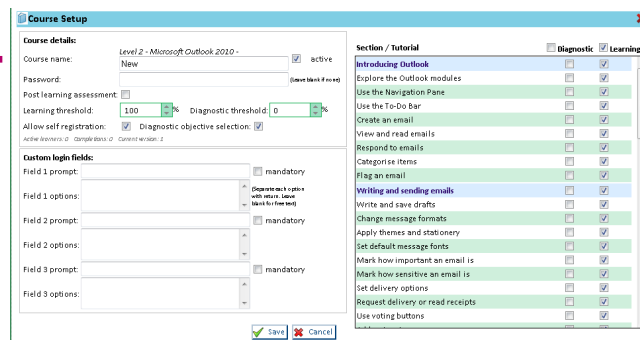 Course Setup
Course details:
Level 2 - Microsoft Outlook 2010 -
Course name: New active
Password: (Leave blank if none)
Post learning assessment:
Learning threshold: 100 % Diagnostic threshold: 0 %
Allow self registration: Diagnostic objective selection:
Active learners: 0 Completions: 0 Current version: 1
Custom login fields:
Field 1 prompt: mandatory
Field 1 options: (Separate each option with return. Leave blank for free text)
Field 2 prompt: mandatory
Field 2 options:
Field 3 prompt: mandatory
Field 3 options:
Save Cancel
Section / Tutorial Diagnostic Learning
Introducing Outlook
Explore the Outlook modules
Use the Navigation Pane
Use the To-Do Bar
Create an email
View and read emails
Respond to emails
Categorise items
Flag an email
Writing and sending emails
Write and save drafts
Change message formats
Apply themes and stationery
Set default message fonts
Mark how important an email is
Mark how sensitive an email is
Set delivery options
Request delivery or read receipts
Use voting buttons